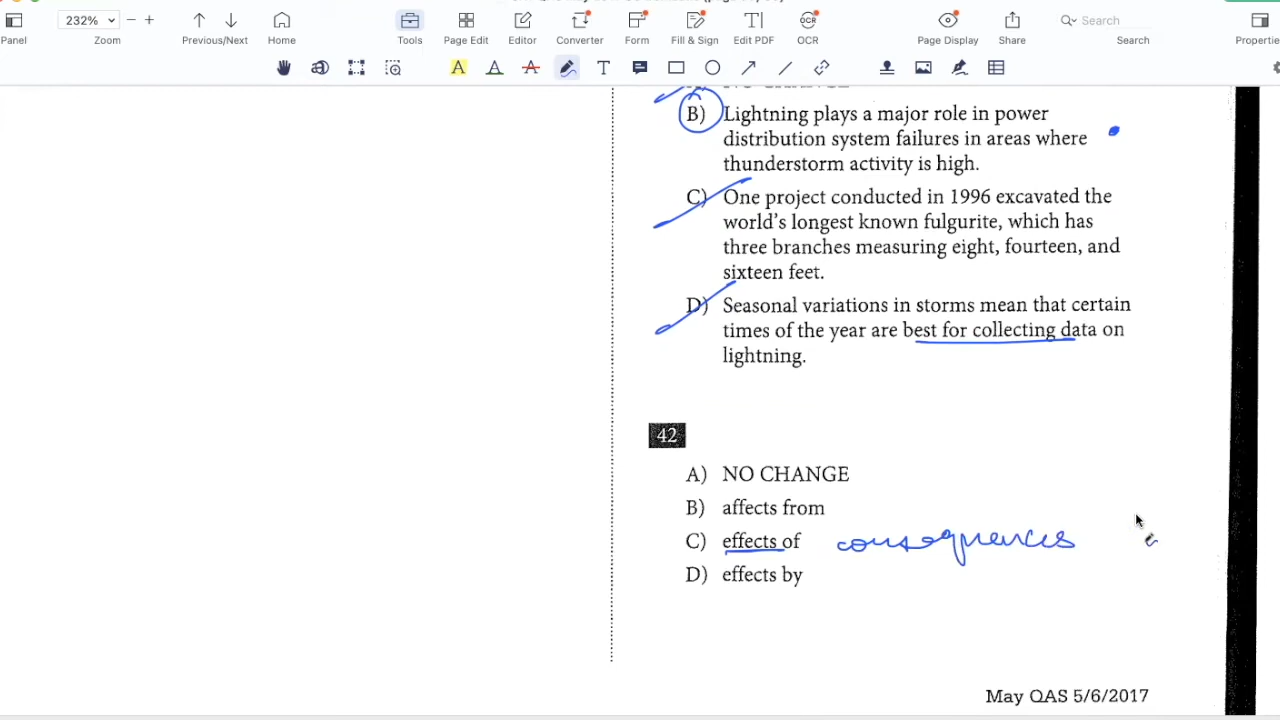 232%
Search
Panel
Zoom
Previous/Next
Home
Tools
Page Edit
Editor
Converter
Form
Fill & Sign
Edit PDF
OCR
Page Display
Share
Search
B) Lightning plays a major role in power
distribution system failures in areas where
thunderstorm activity is high.
C) One project conducted in 1996 excavated the
world's longest known fulgurite, which has
three branches measuring eight, fourteen, and
sixteen feet.
D) Seasonal variations in storms mean that certain
times of the year are best for collecting data on
lightning.
42
A) NO CHANGE
B) affects from
C) effects of consequences
D) effects by
May QAS 5/6/2017